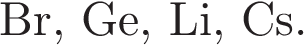 Br, Ge, Li, Cs.